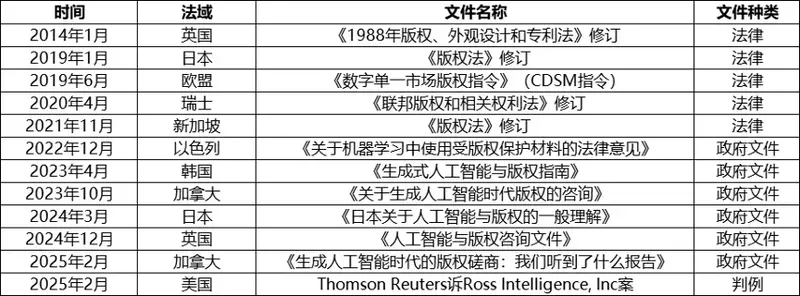 时间 法域 文件名称 文件种类
2014年1月 英国 《1988年版权、外观设计和专利法》修订 法律
2019年1月 日本 《版权法》修订 法律
2019年6月 欧盟 《数字单一市场版权指令》（CDSM指令） 法律
2020年4月 瑞士 《联邦版权和相关权利法》修订 法律
2021年11月 新加坡 《版权法》修订 法律
2022年12月 以色列 《关于机器学习中使用受版权保护材料的法律意见》 政府文件
2023年4月 韩国 《生成式人工智能与版权指南》 政府文件
2023年10月 加拿大 《关于生成人工智能时代版权的咨询》 政府文件
2024年3月 日本 《日本关于人工智能与版权的一般理解》 政府文件
2024年12月 英国 《人工智能与版权咨询文件》 政府文件
2025年2月 加拿大 《生成人工智能时代的版权磋商：我们听到了什么报告》 政府文件
2025年2月 美国 Thomson Reuters诉Ross Intelligence, Inc案 判例